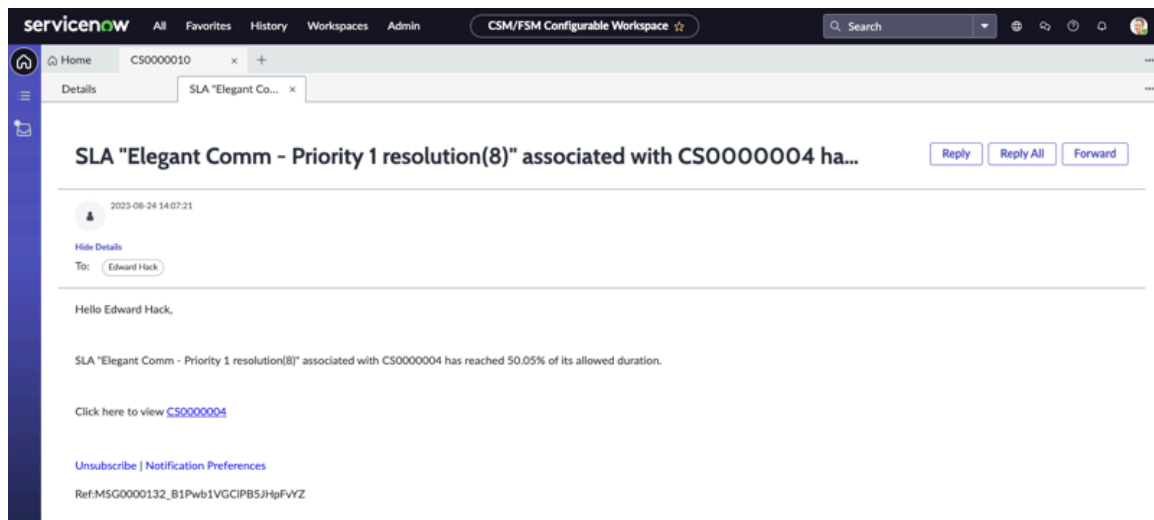 servicenow All Favorites History Workspaces Admin CSM/FSM Configurable Workspace Search
Home CS0000010 × +
Details SLA "Elegant Co... ×
SLA "Elegant Comm - Priority 1 resolution(8)" associated with CS0000004 ha... Reply Reply All Forward
2023-08-24 14:07:21
Hide Details
To: Edward Hack
Hello Edward Hack,
SLA "Elegant Comm - Priority 1 resolution(8)" associated with CS0000004 has reached 50.05% of its allowed duration.
Click here to view CS0000004
Unsubscribe | Notification Preferences
Ref:MSG0000132_B1Pwb1VGClPB5JHpFvYZ